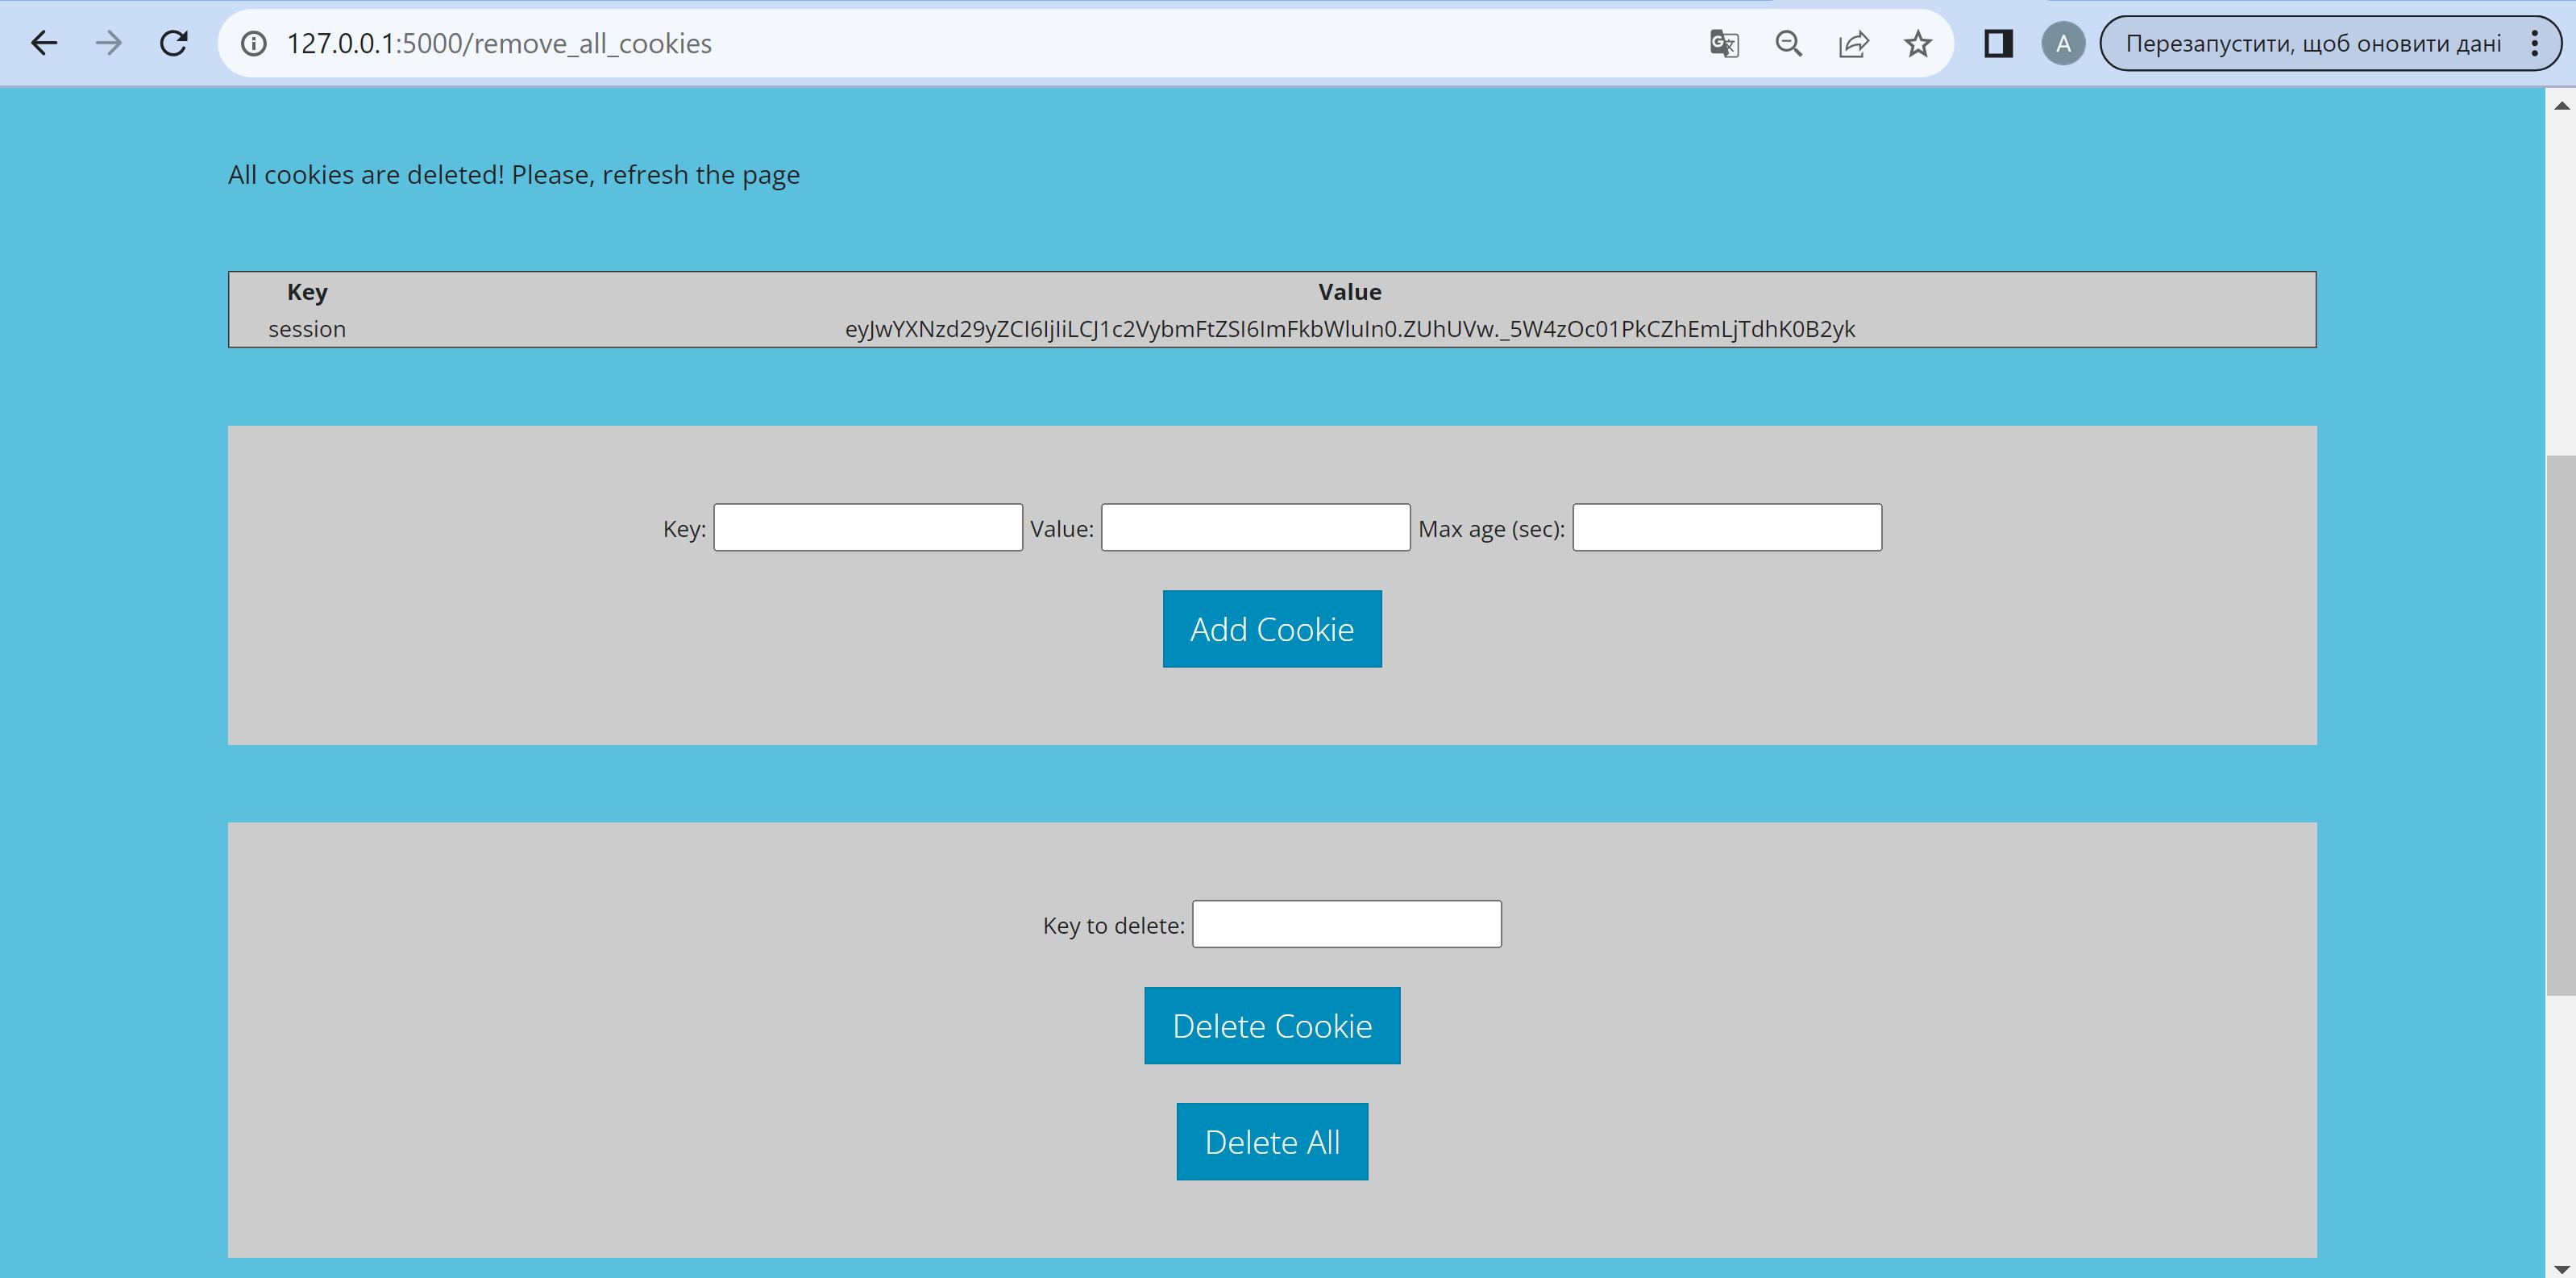 127.0.0.1:5000/remove_all_cookies
A
Перезапустити, щоб оновити дані
All cookies are deleted! Please, refresh the page
Key Value
session eyJwYXNzd29yZCI6IjIiLCJ1c2VybmFtZSI6ImFkbWluIn0.ZUhUVw._5W4zOc01PkCZhEmLjTdhK0B2yk
Key: Value: Max age (sec):
Add Cookie
Key to delete:
Delete Cookie
Delete All